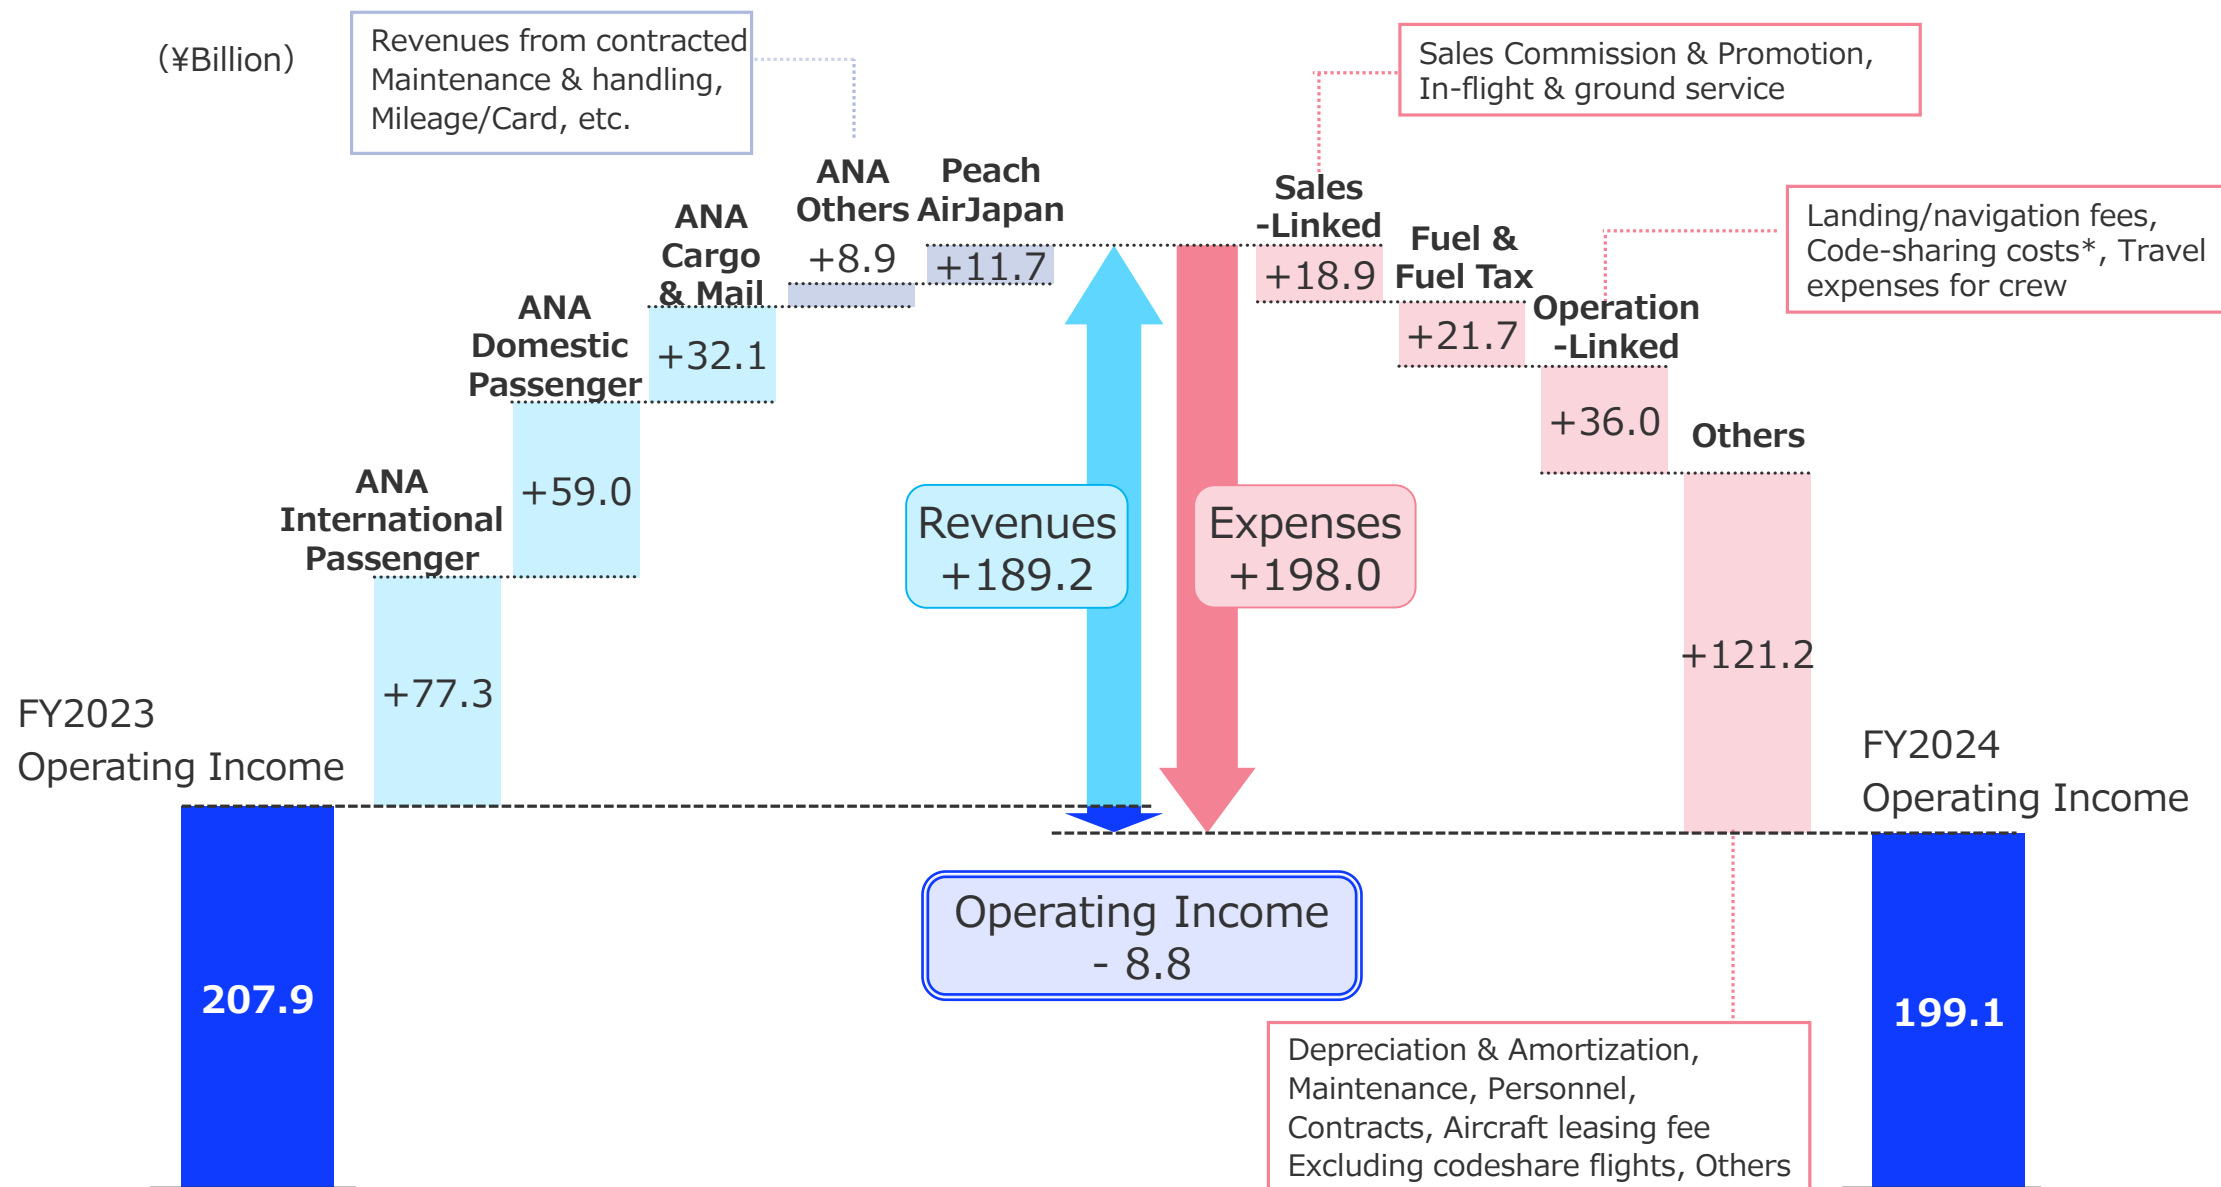 (¥Billion)
Revenues from contracted
Maintenance & handling,
Mileage/Card, etc.
Sales Commission & Promotion,
In-flight & ground service
Landing/navigation fees,
Code-sharing costs*, Travel
expenses for crew
FY2023
Operating Income
207.9
ANA
International
Passenger
+77.3
ANA
Domestic
Passenger
+59.0
ANA
Cargo
& Mail
+32.1
ANA
Others
+8.9
Peach
AirJapan
+11.7
Revenues
+189.2
Expenses
+198.0
Operating Income
- 8.8
Sales
-Linked
+18.9
Fuel &
Fuel Tax
+21.7
Operation
-Linked
+36.0
Others
+121.2
FY2024
Operating Income
199.1
Depreciation & Amortization,
Maintenance, Personnel,
Contracts, Aircraft leasing fee
Excluding codeshare flights, Others